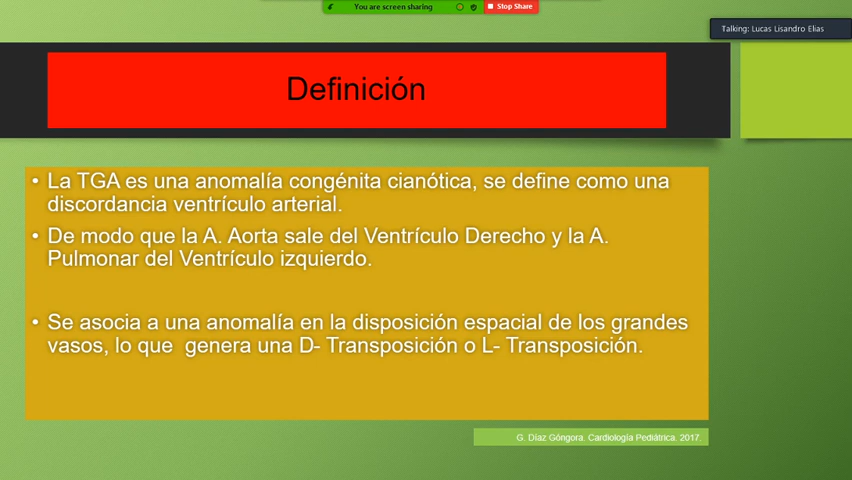 You are screen sharing
Stop Share
Talking: Lucas Lisandro Elias
Definición
• La TGA es una anomalía congénita cianótica, se define como una
discordancia ventrículo arterial.
• De modo que la A. Aorta sale del Ventrículo Derecho y la A.
Pulmonar del Ventrículo izquierdo.
• Se asocia a una anomalía en la disposición espacial de los grandes
vasos, lo que  genera una D- Transposición o L- Transposición.
G. Díaz Góngora. Cardiología Pediátrica. 2017.